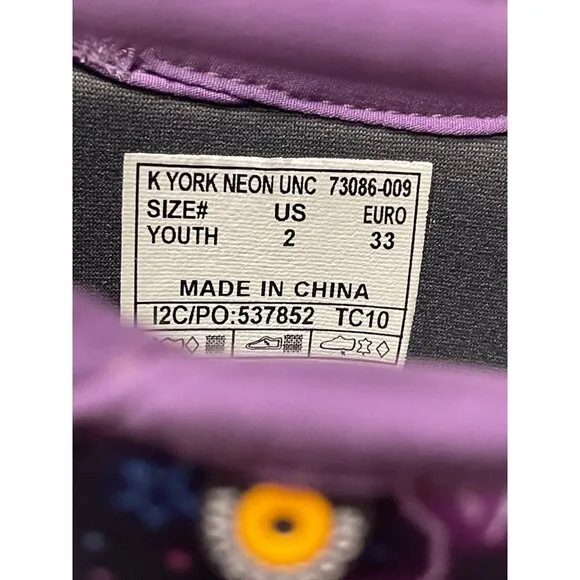 K YORK NEON UNC 73086-009
SIZE# US EURO
YOUTH 2 33
MADE IN CHINA
I2C/PO:537852 TC10